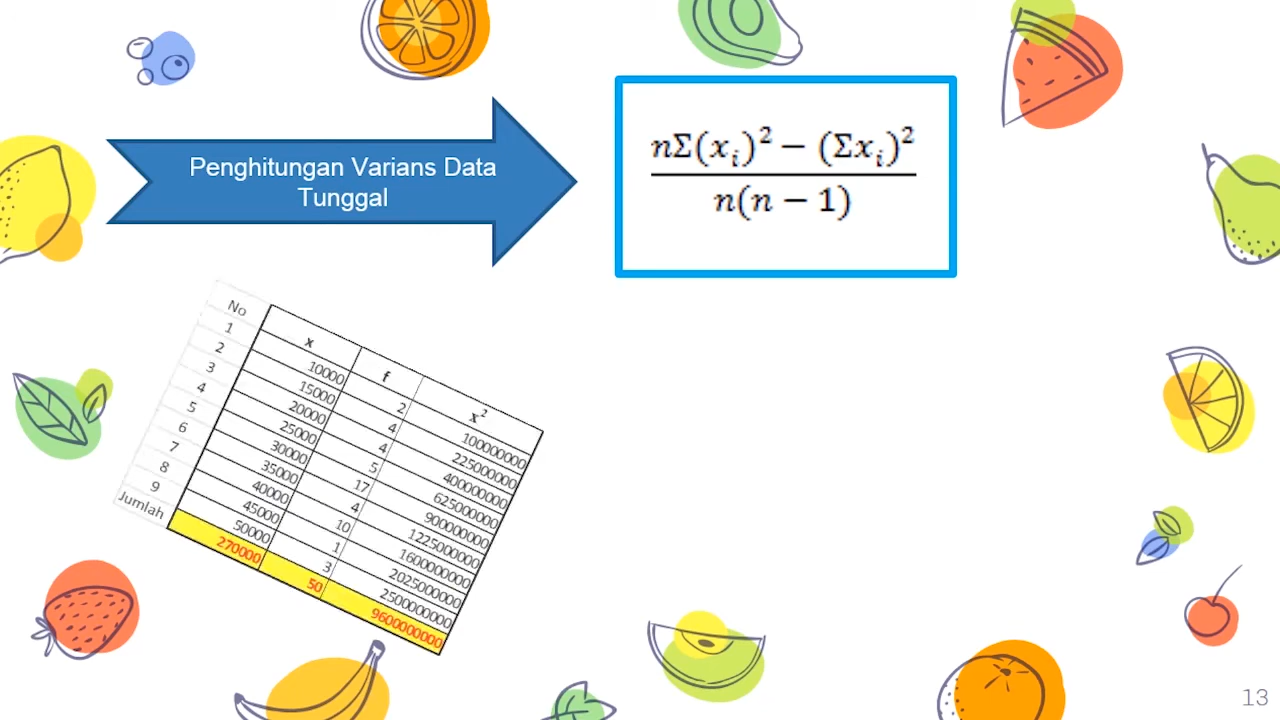 Penghitungan Varians Data
Tunggal
nΣ(xᵢ)² − (Σxᵢ)²
n(n − 1)
No x f x²
1 10000 2 100000000
2 15000 4 225000000
3 20000 4 400000000
4 25000 5 625000000
5 30000 17 900000000
6 35000 4 1225000000
7 40000 10 1600000000
8 45000 1 2025000000
9 50000 3 2500000000
Jumlah 270000 50 9600000000
13